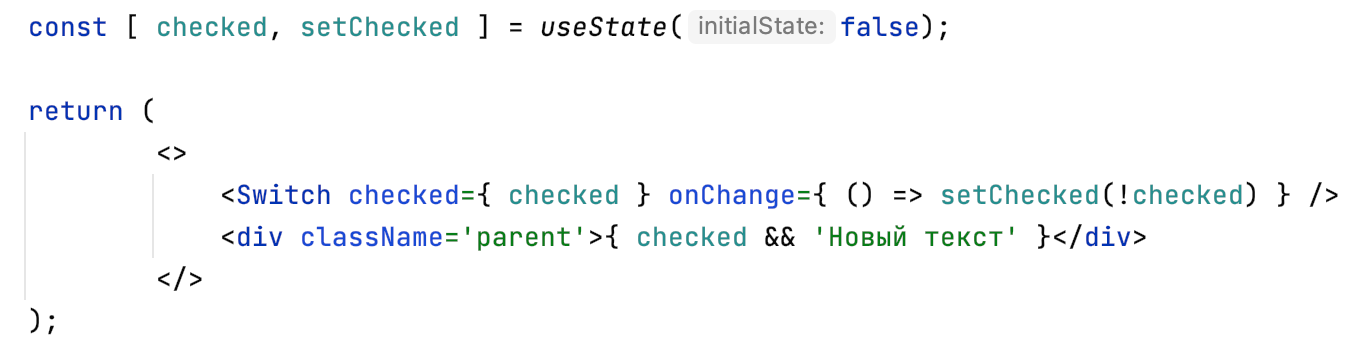 const [ checked, setChecked ] = useState( initialState: false);
return (
<>
<Switch checked={ checked } onChange={ () => setChecked(!checked) } />
<div className='parent'>{ checked && 'Новый текст' }</div>
</>
);